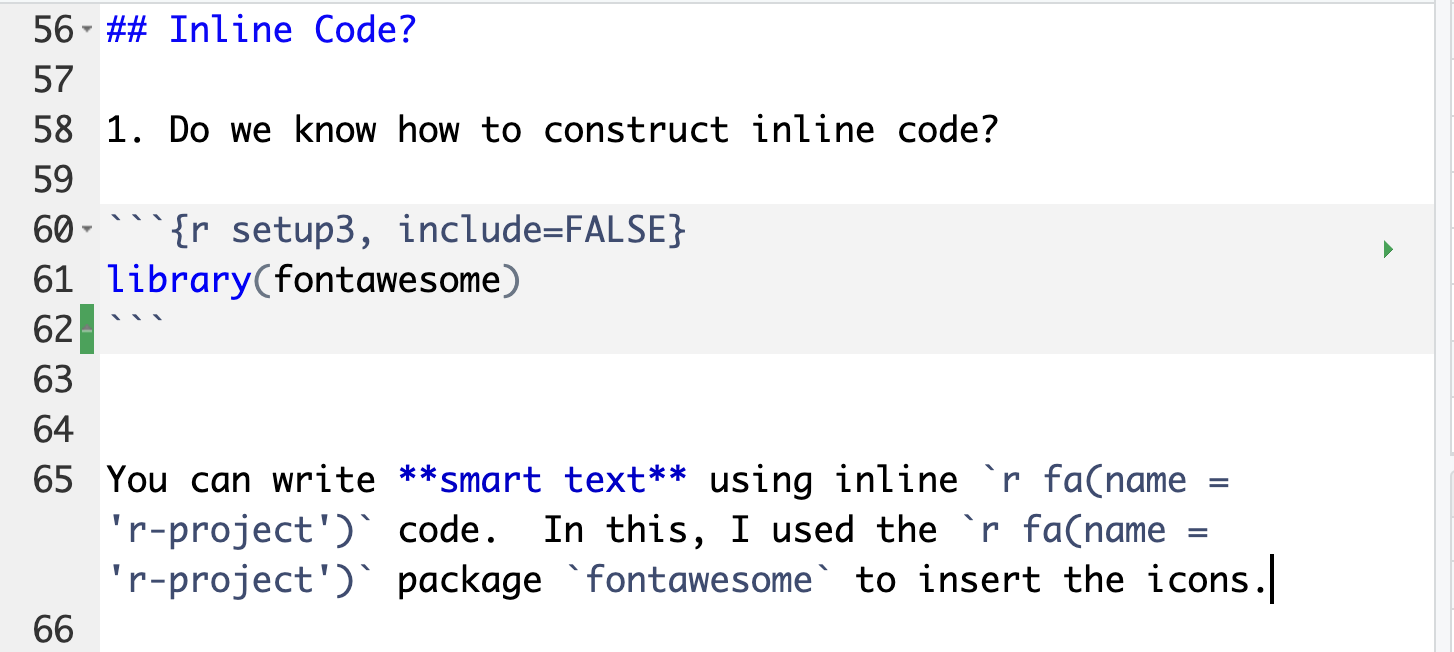 56 ## Inline Code?
57
58 1. Do we know how to construct inline code?
59
60 ```{r setup3, include=FALSE}
61 library(fontawesome)
62 ```
63
64
65 You can write **smart text** using inline `r fa(name =
'r-project')` code.  In this, I used the `r fa(name =
'r-project')` package `fontawesome` to insert the icons.
66